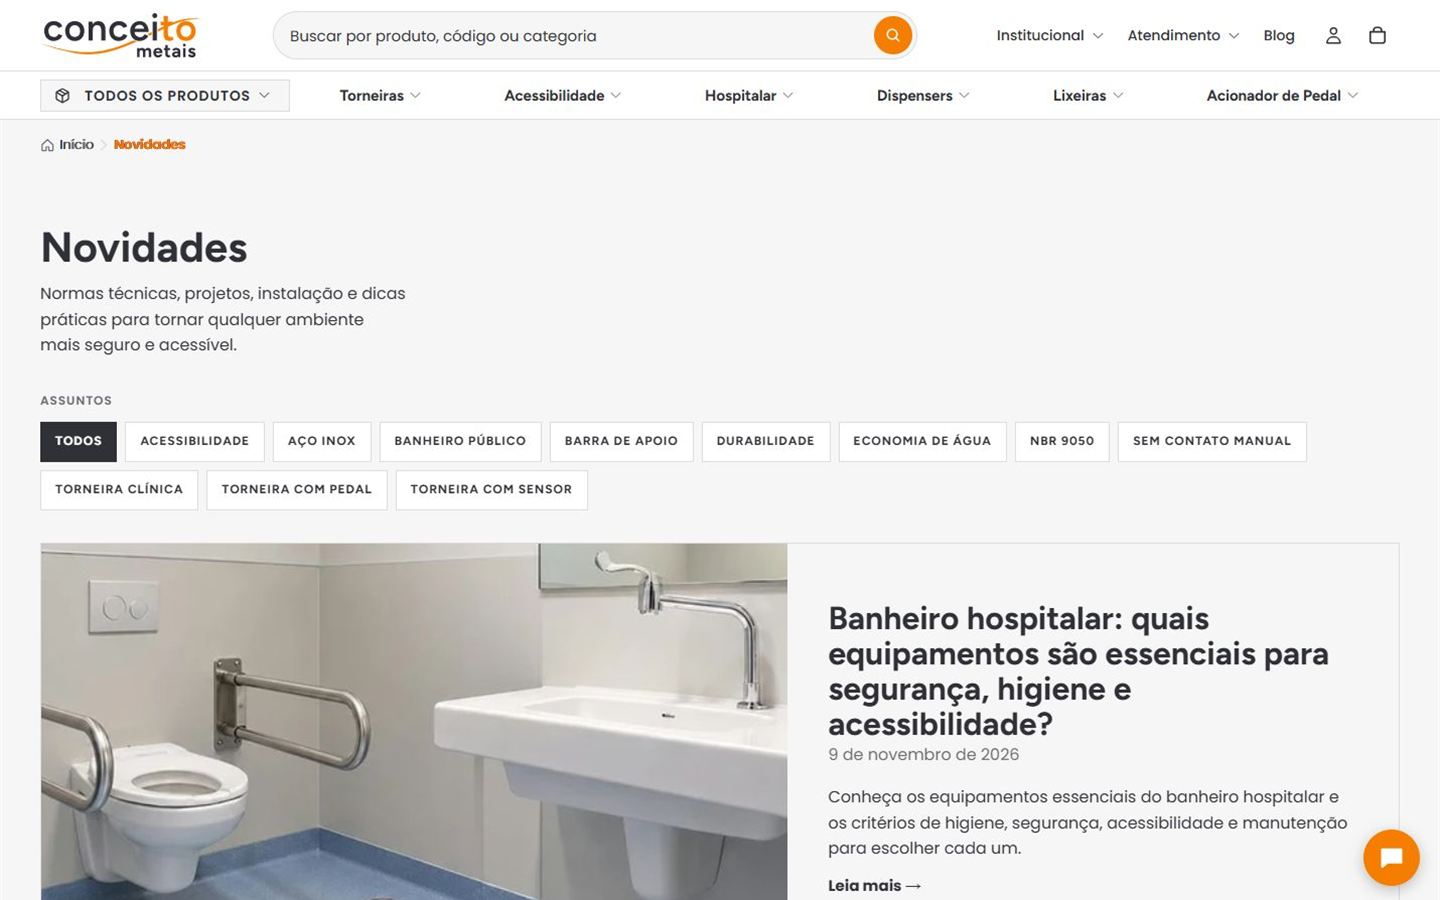 conceito
metais
Buscar por produto, código ou categoria
Institucional
Atendimento
Blog
TODOS OS PRODUTOS
Torneiras
Acessibilidade
Hospitalar
Dispensers
Lixeiras
Acionador de Pedal
Início
Novidades
Novidades
Normas técnicas, projetos, instalação e dicas
práticas para tornar qualquer ambiente
mais seguro e acessível.
ASSUNTOS
TODOS
ACESSIBILIDADE
AÇO INOX
BANHEIRO PÚBLICO
BARRA DE APOIO
DURABILIDADE
ECONOMIA DE ÁGUA
NBR 9050
SEM CONTATO MANUAL
TORNEIRA CLÍNICA
TORNEIRA COM PEDAL
TORNEIRA COM SENSOR
Banheiro hospitalar: quais
equipamentos são essenciais para
segurança, higiene e
acessibilidade?
9 de novembro de 2026
Conheça os equipamentos essenciais do banheiro hospitalar e
os critérios de higiene, segurança, acessibilidade e manutenção
para escolher cada um.
Leia mais →